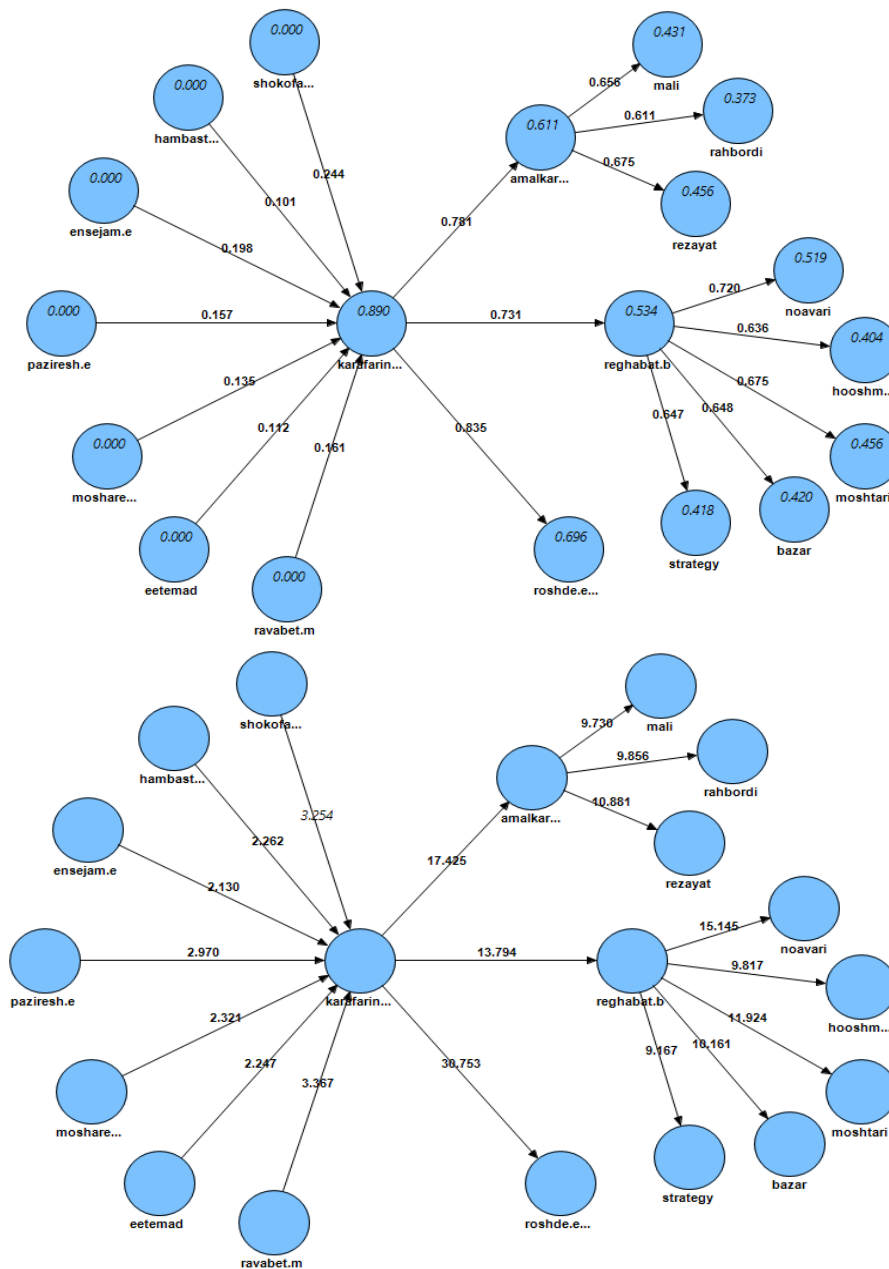 0.000
shokofa...
0.000
hambast...
0.000
ensejam.e
0.000
paziresh.e
0.000
moshare...
0.000
eetemad
0.000
ravabet.m
0.244
0.101
0.198
0.157
0.135
0.112
0.161
0.890
karafarin...
0.781
0.731
0.835
0.611
amalkar...
0.656
0.611
0.675
0.431
mali
0.373
rahbordi
0.456
rezayat
0.534
reghabat.b
0.720
0.636
0.675
0.648
0.647
0.519
noavari
0.404
hooshm...
0.456
moshtari
0.420
bazar
0.418
strategy
0.696
roshde.e...
shokofa...
hambast...
ensejam.e
paziresh.e
moshare...
eetemad
ravabet.m
3.254
2.262
2.130
2.970
2.321
2.247
3.367
karafarin...
17.425
13.794
30.753
amalkar...
9.730
9.856
10.881
mali
rahbordi
rezayat
reghabat.b
15.145
9.817
11.924
10.161
9.167
noavari
hooshm...
moshtari
bazar
strategy
roshde.e...